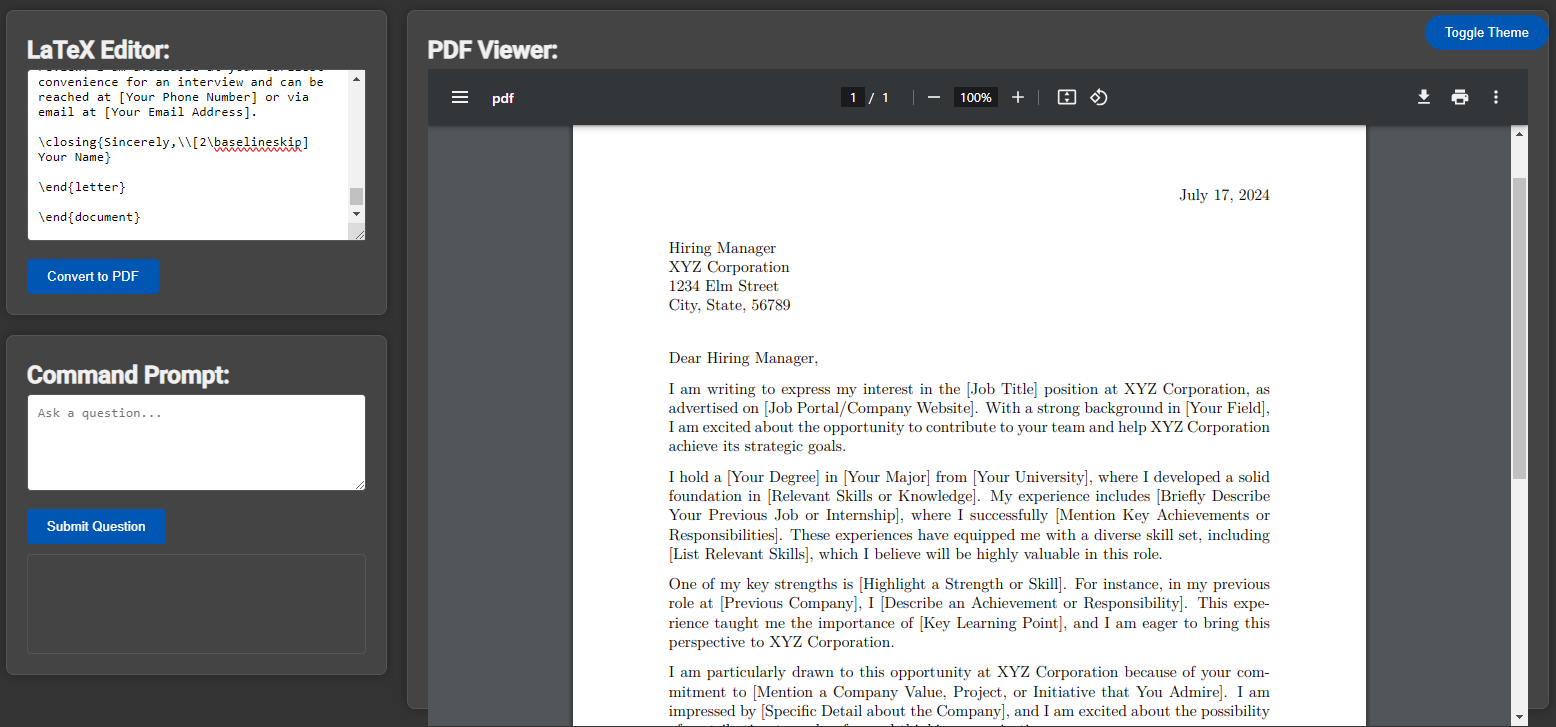 LaTeX Editor:
convenience for an interview and can be
reached at [Your Phone Number] or via
email at [Your Email Address].
\closing{Sincerely,\\[2\baselineskip]
Your Name}
\end{letter}
\end{document}
Convert to PDF
Command Prompt:
Ask a question...
Submit Question
PDF Viewer:
Toggle Theme
pdf
1 / 1
100%
July 17, 2024
Hiring Manager
XYZ Corporation
1234 Elm Street
City, State, 56789
Dear Hiring Manager,
I am writing to express my interest in the [Job Title] position at XYZ Corporation, as
advertised on [Job Portal/Company Website]. With a strong background in [Your Field],
I am excited about the opportunity to contribute to your team and help XYZ Corporation
achieve its strategic goals.
I hold a [Your Degree] in [Your Major] from [Your University], where I developed a solid
foundation in [Relevant Skills or Knowledge]. My experience includes [Briefly Describe
Your Previous Job or Internship], where I successfully [Mention Key Achievements or
Responsibilities]. These experiences have equipped me with a diverse skill set, including
[List Relevant Skills], which I believe will be highly valuable in this role.
One of my key strengths is [Highlight a Strength or Skill]. For instance, in my previous
role at [Previous Company], I [Describe an Achievement or Responsibility]. This expe-
rience taught me the importance of [Key Learning Point], and I am eager to bring this
perspective to XYZ Corporation.
I am particularly drawn to this opportunity at XYZ Corporation because of your com-
mitment to [Mention a Company Value, Project, or Initiative that You Admire]. I am
impressed by [Specific Detail about the Company], and I am excited about the possibility